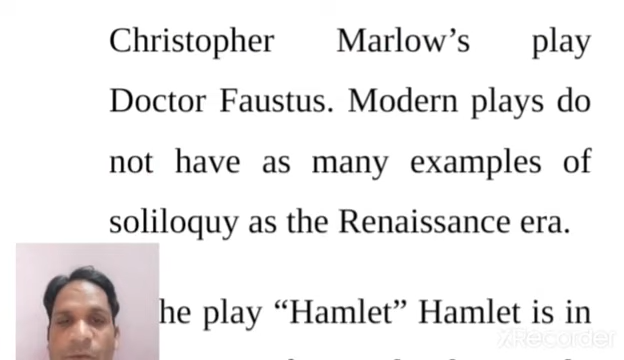 Christopher Marlow's play
Doctor Faustus. Modern plays do
not have as many examples of
soliloquy as the Renaissance era.
he play “Hamlet” Hamlet is in
XRecorder